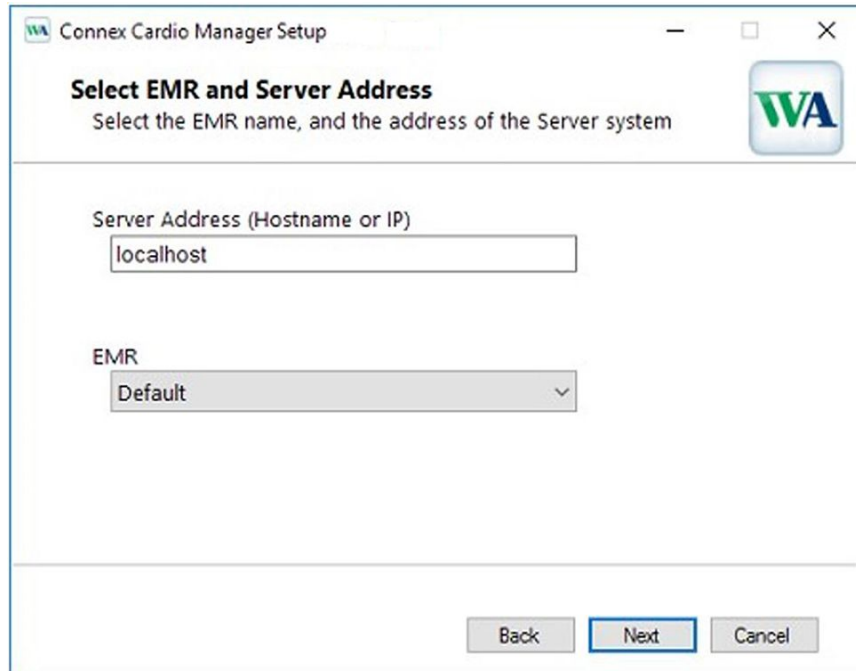 WA Connex Cardio Manager Setup
Select EMR and Server Address
Select the EMR name, and the address of the Server system
WA
Server Address (Hostname or IP)
localhost
EMR
Default
Back Next Cancel